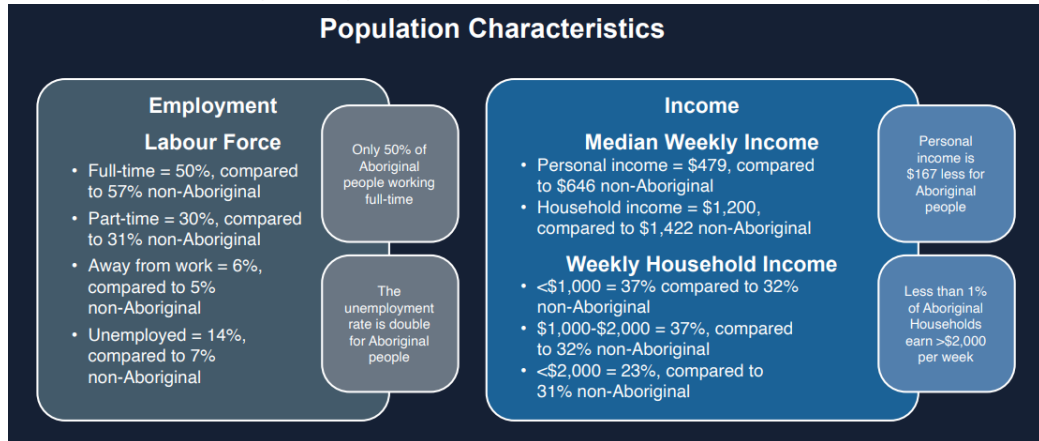 Population Characteristics
Employment
Labour Force
• Full-time = 50%, compared
to 57% non-Aboriginal
• Part-time = 30%, compared
to 31% non-Aboriginal
• Away from work = 6%,
compared to 5%
non-Aboriginal
• Unemployed = 14%,
compared to 7%
non-Aboriginal
Only 50% of
Aboriginal
people working
full-time
The
unemployment
rate is double
for Aboriginal
people
Income
Median Weekly Income
• Personal income = $479, compared
to $646 non-Aboriginal
• Household income = $1,200,
compared to $1,422 non-Aboriginal
Weekly Household Income
• <$1,000 = 37% compared to 32%
non-Aboriginal
• $1,000-$2,000 = 37%, compared
to 32% non-Aboriginal
• <$2,000 = 23%, compared to
31% non-Aboriginal
Personal
income is
$167 less for
Aboriginal
people
Less than 1%
of Aboriginal
Households
earn >$2,000
per week